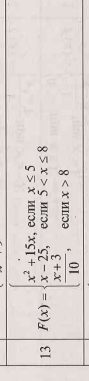 13
F(x) = { x² + 15x, если x ≤ 5
x − 25, если 5 < x ≤ 8
(x + 3)/10, если x > 8